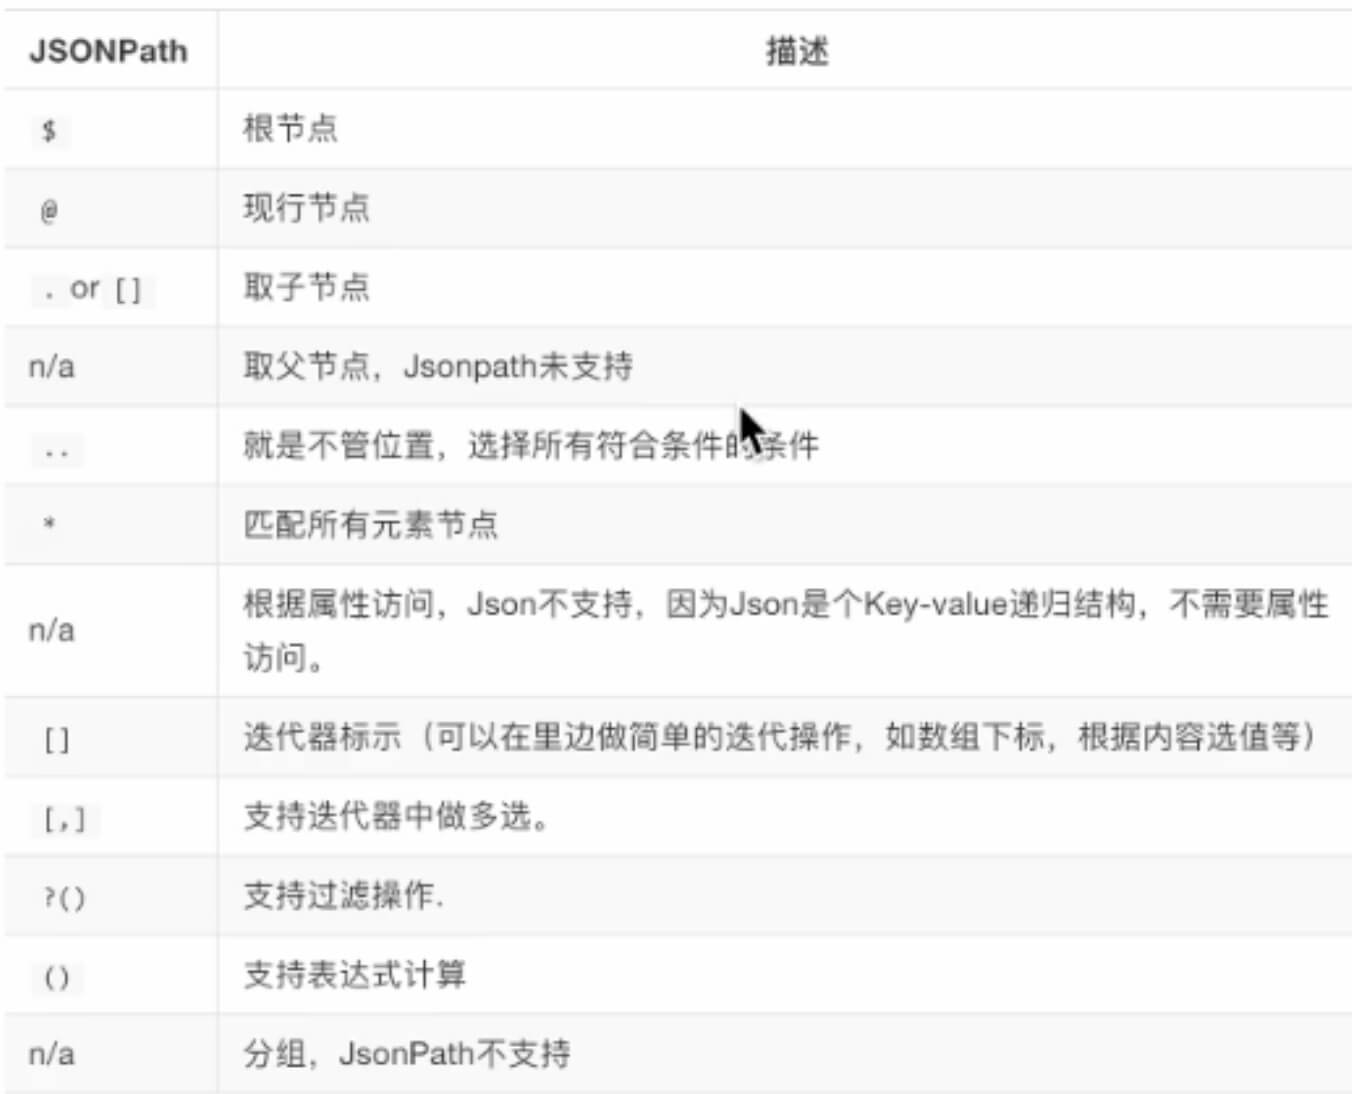 JSONPath 描述
$ 根节点
@ 现行节点
. or [] 取子节点
n/a 取父节点，Jsonpath未支持
.. 就是不管位置，选择所有符合条件的条件
* 匹配所有元素节点
n/a 根据属性访问，Json不支持，因为Json是个Key-value递归结构，不需要属性
访问。
[] 迭代器标示（可以在里边做简单的迭代操作，如数组下标，根据内容选值等）
[,] 支持迭代器中做多选。
?() 支持过滤操作.
() 支持表达式计算
n/a 分组，JsonPath不支持